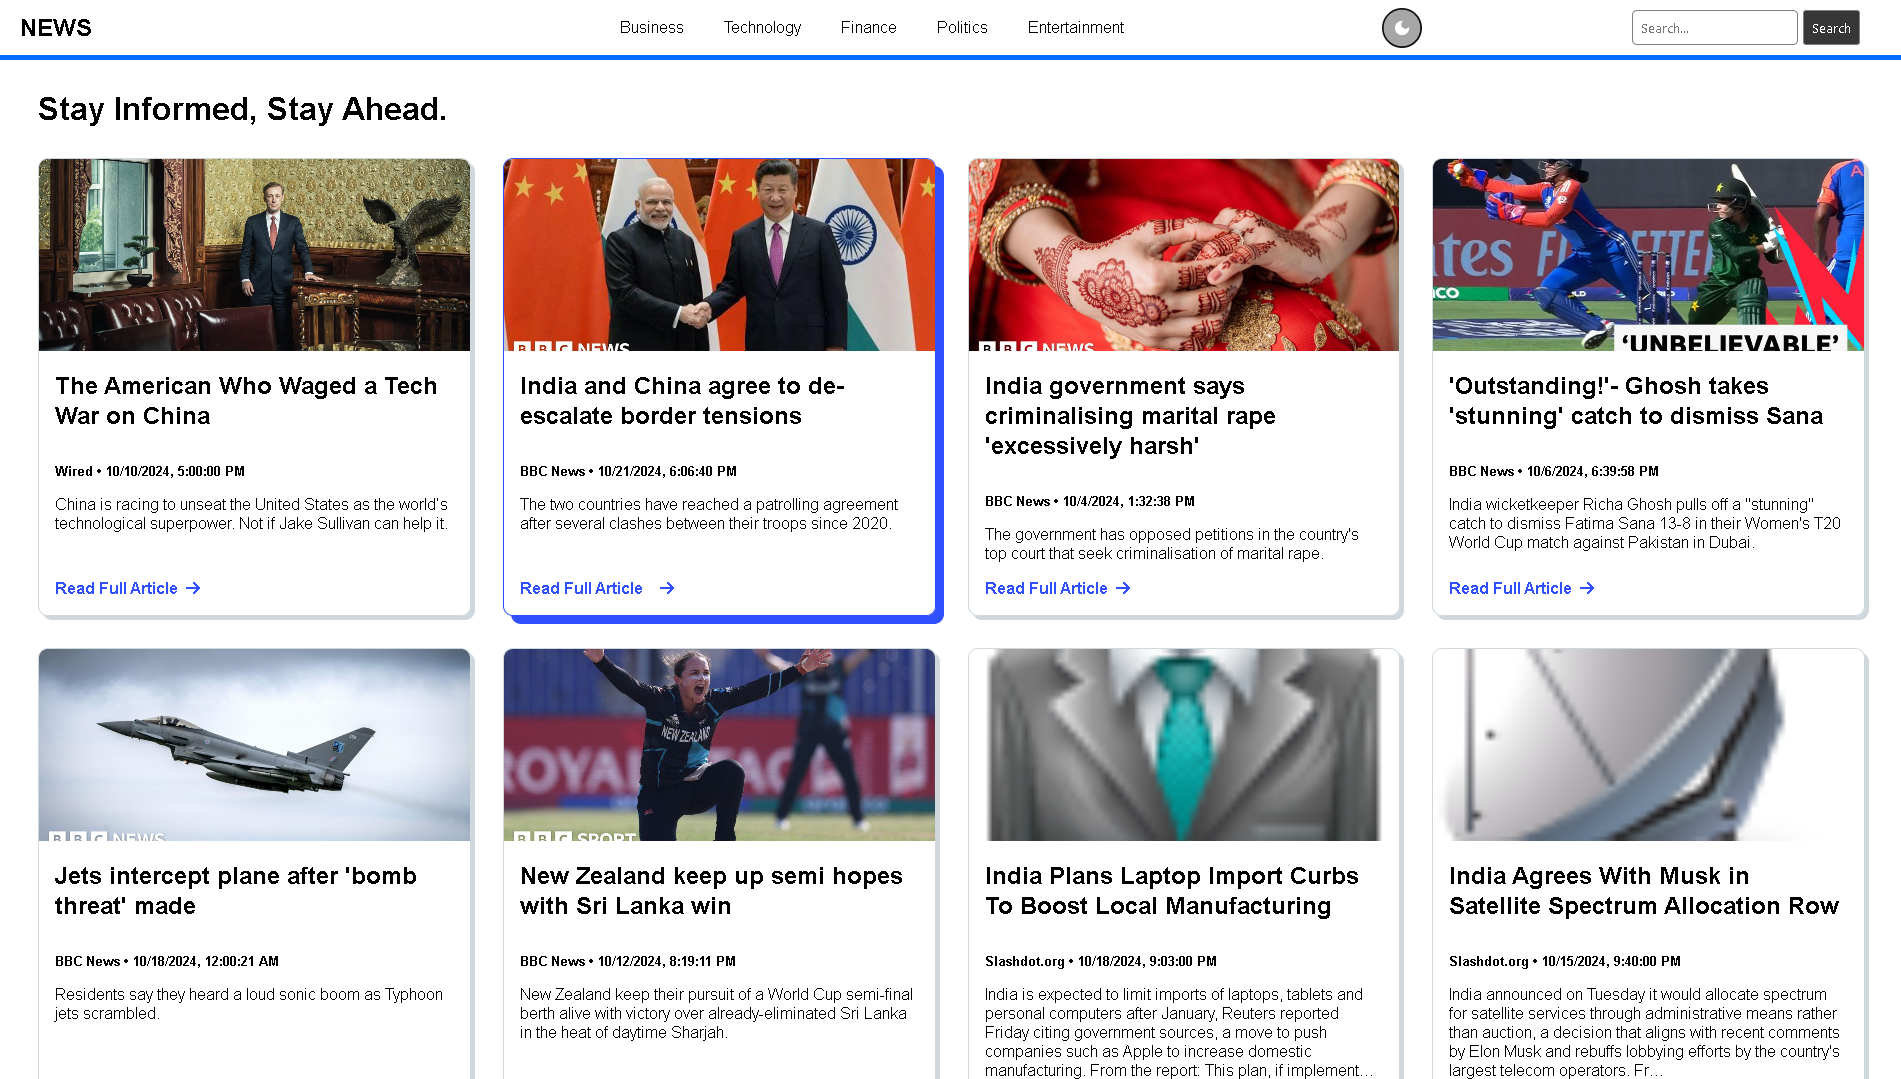 NEWS
Business Technology Finance Politics Entertainment
Search...
Search
Stay Informed, Stay Ahead.
The American Who Waged a Tech
War on China
Wired • 10/10/2024, 5:00:00 PM
China is racing to unseat the United States as the world's
technological superpower. Not if Jake Sullivan can help it.
Read Full Article →
BBC NEWS
India and China agree to de-
escalate border tensions
BBC News • 10/21/2024, 6:06:40 PM
The two countries have reached a patrolling agreement
after several clashes between their troops since 2020.
Read Full Article →
BBC NEWS
India government says
criminalising marital rape
'excessively harsh'
BBC News • 10/4/2024, 1:32:38 PM
The government has opposed petitions in the country's
top court that seek criminalisation of marital rape.
Read Full Article →
'UNBELIEVABLE'
'Outstanding!'- Ghosh takes
'stunning' catch to dismiss Sana
BBC News • 10/6/2024, 6:39:58 PM
India wicketkeeper Richa Ghosh pulls off a "stunning"
catch to dismiss Fatima Sana 13-8 in their Women's T20
World Cup match against Pakistan in Dubai.
Read Full Article →
BBC NEWS
Jets intercept plane after 'bomb
threat' made
BBC News • 10/18/2024, 12:00:21 AM
Residents say they heard a loud sonic boom as Typhoon
jets scrambled.
NEW ZEALAND
BBC SPORT
New Zealand keep up semi hopes
with Sri Lanka win
BBC News • 10/12/2024, 8:19:11 PM
New Zealand keep their pursuit of a World Cup semi-final
berth alive with victory over already-eliminated Sri Lanka
in the heat of daytime Sharjah.
India Plans Laptop Import Curbs
To Boost Local Manufacturing
Slashdot.org • 10/18/2024, 9:03:00 PM
India is expected to limit imports of laptops, tablets and
personal computers after January, Reuters reported
Friday citing government sources, a move to push
companies such as Apple to increase domestic
manufacturing. From the report: This plan, if implement…
India Agrees With Musk in
Satellite Spectrum Allocation Row
Slashdot.org • 10/15/2024, 9:40:00 PM
India announced on Tuesday it would allocate spectrum
for satellite services through administrative means rather
than auction, a decision that aligns with recent comments
by Elon Musk and rebuffs lobbying efforts by the country's
largest telecom operators. Fr…